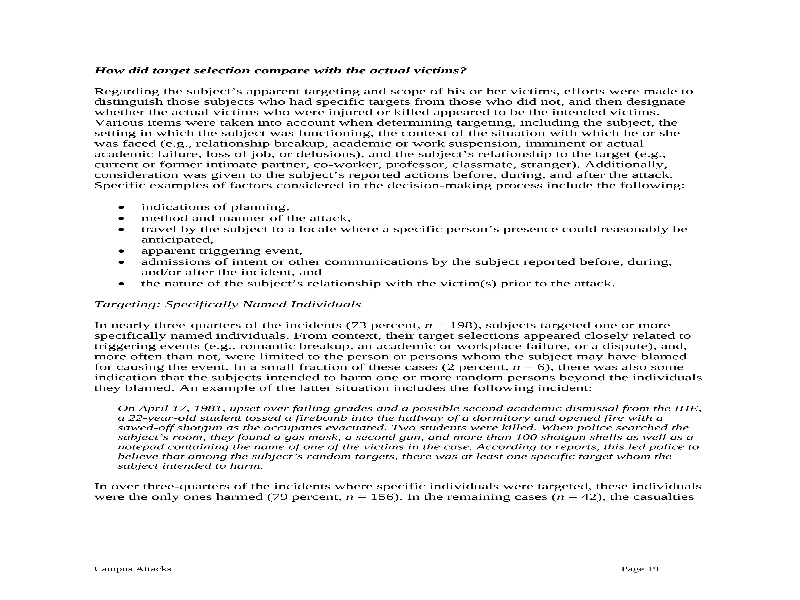 How did target selection compare with the actual victims?
Regarding the subject's apparent targeting and scope of his or her victims, efforts were made to
distinguish those subjects who had specific targets from those who did not, and then designate
whether the actual victims who were injured or killed appeared to be the intended victims.
Various items were taken into account when determining targeting, including the subject, the
setting in which the subject was functioning, the context of the situation with which he or she
was faced (e.g., relationship breakup, academic or work suspension, imminent or actual
academic failure, loss of job, or delusions), and the subject's relationship to the target (e.g.,
current or former intimate partner, co-worker, professor, classmate, stranger). Additionally,
consideration was given to the subject's reported actions before, during, and after the attack.
Specific examples of factors considered in the decision-making process include the following:
• indications of planning,
• method and manner of the attack,
• travel by the subject to a locale where a specific person's presence could reasonably be
anticipated,
• apparent triggering event,
• admissions of intent or other communications by the subject reported before, during,
and/or after the incident, and
• the nature of the subject's relationship with the victim(s) prior to the attack.
Targeting: Specifically Named Individuals
In nearly three-quarters of the incidents (73 percent, n = 198), subjects targeted one or more
specifically named individuals. From context, their target selections appeared closely related to
triggering events (e.g., romantic breakup, an academic or workplace failure, or a dispute), and,
more often than not, were limited to the person or persons whom the subject may have blamed
for causing the event. In a small fraction of these cases (2 percent, n = 6), there was also some
indication that the subjects intended to harm one or more random persons beyond the individuals
they blamed. An example of the latter situation includes the following incident:
On April 17, 1981, upset over failing grades and a possible second academic dismissal from the IHE,
a 22-year-old student tossed a firebomb into the hallway of a dormitory and opened fire with a
sawed-off shotgun as the occupants evacuated. Two students were killed. When police searched the
subject's room, they found a gas mask, a second gun, and more than 100 shotgun shells as well as a
notepad containing the name of one of the victims in the case. According to reports, this led police to
believe that among the subject's random targets, there was at least one specific target whom the
subject intended to harm.
In over three-quarters of the incidents where specific individuals were targeted, these individuals
were the only ones harmed (79 percent, n = 156). In the remaining cases (n = 42), the casualties
Campus Attacks Page 19